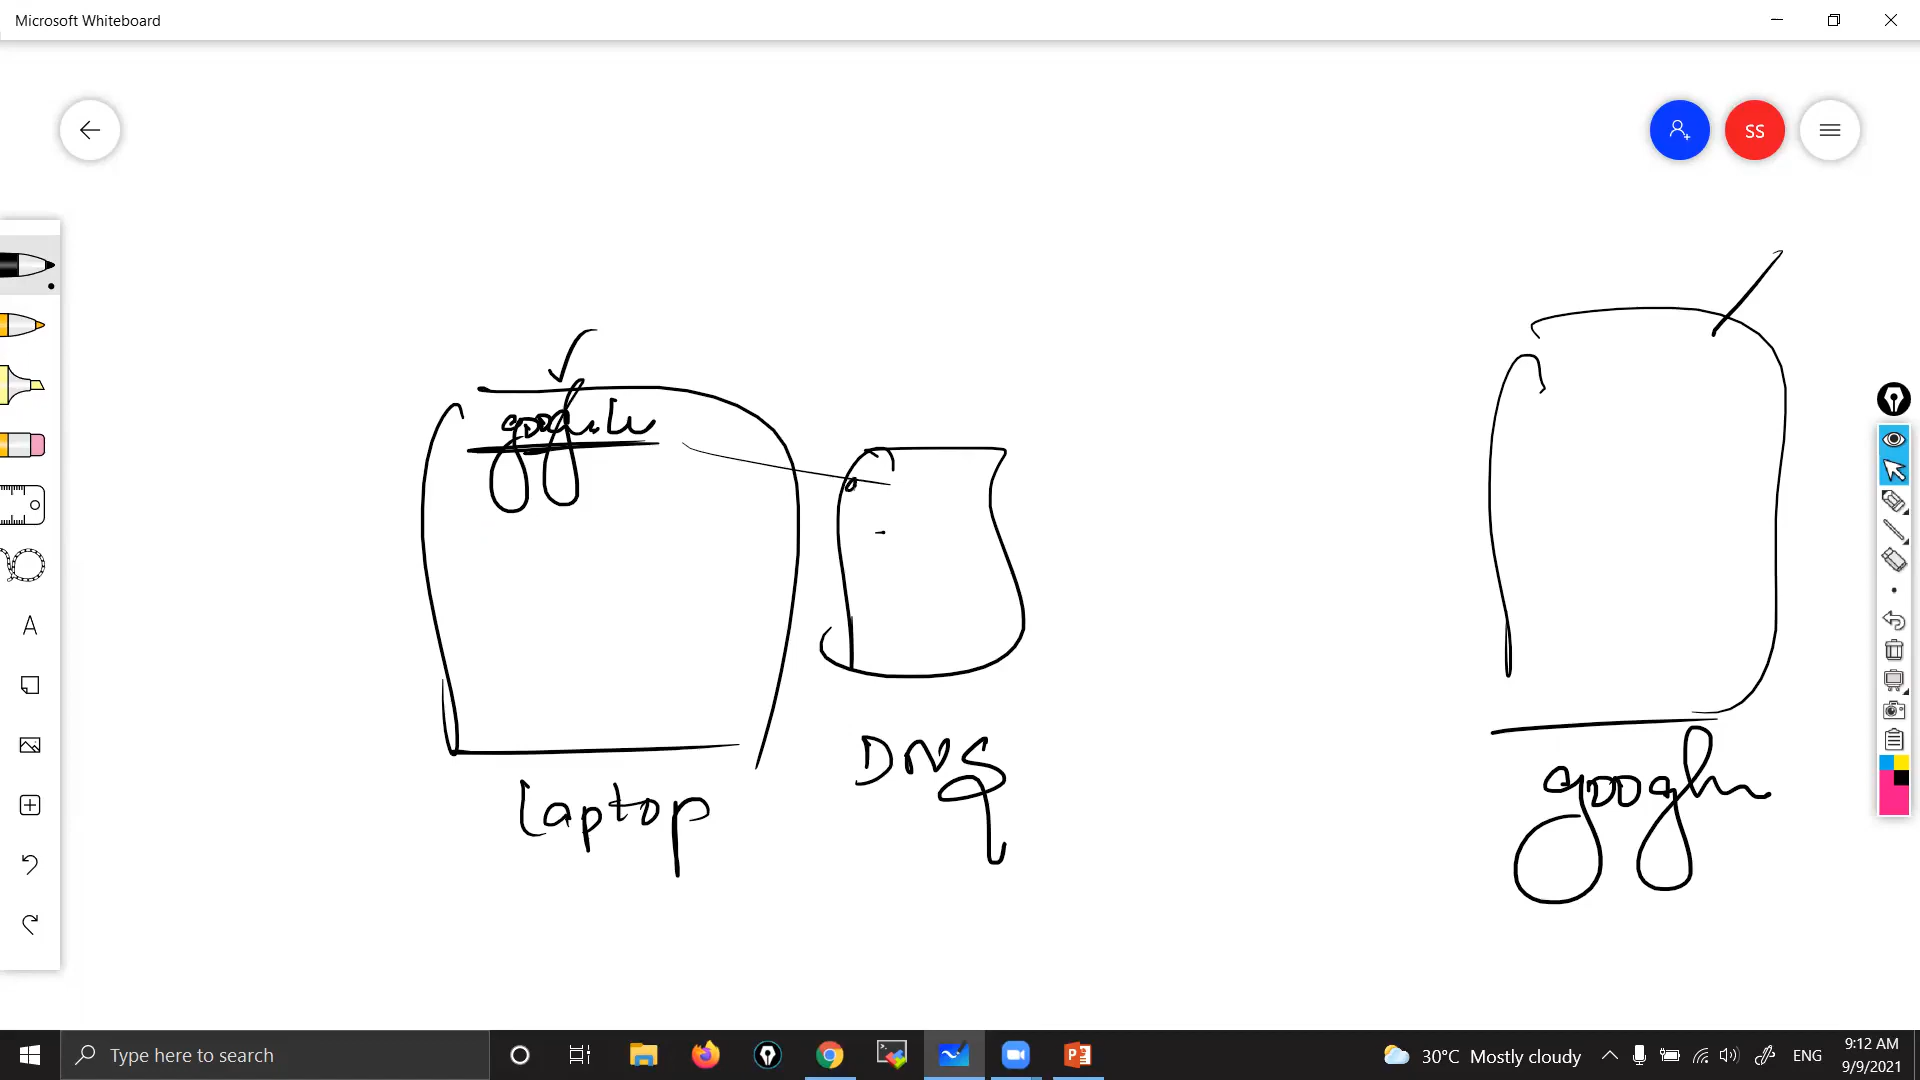 Microsoft Whiteboard
SS
google
Laptop
DNS
google
A
Type here to search
30°C Mostly cloudy
ENG
9:12 AM
9/9/2021